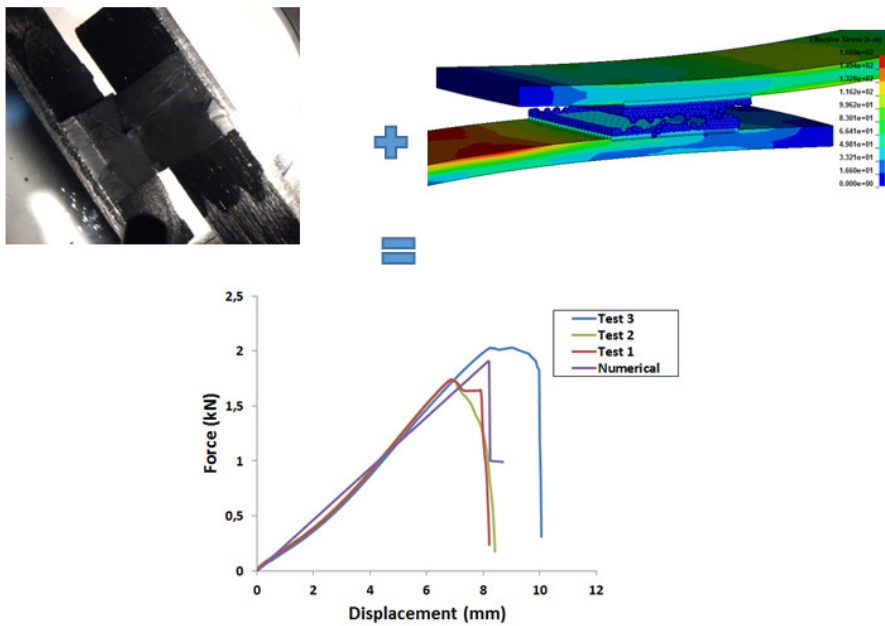 Effective Stress (v-m)
1.660e+02
1.494e+02
1.328e+02
1.162e+02
9.962e+01
8.301e+01
6.641e+01
4.981e+01
3.321e+01
1.660e+01
0.000e+00
2,5
2
1,5
1
0,5
0
Force (kN)
0 2 4 6 8 10 12
Displacement (mm)
Test 3
Test 2
Test 1
Numerical